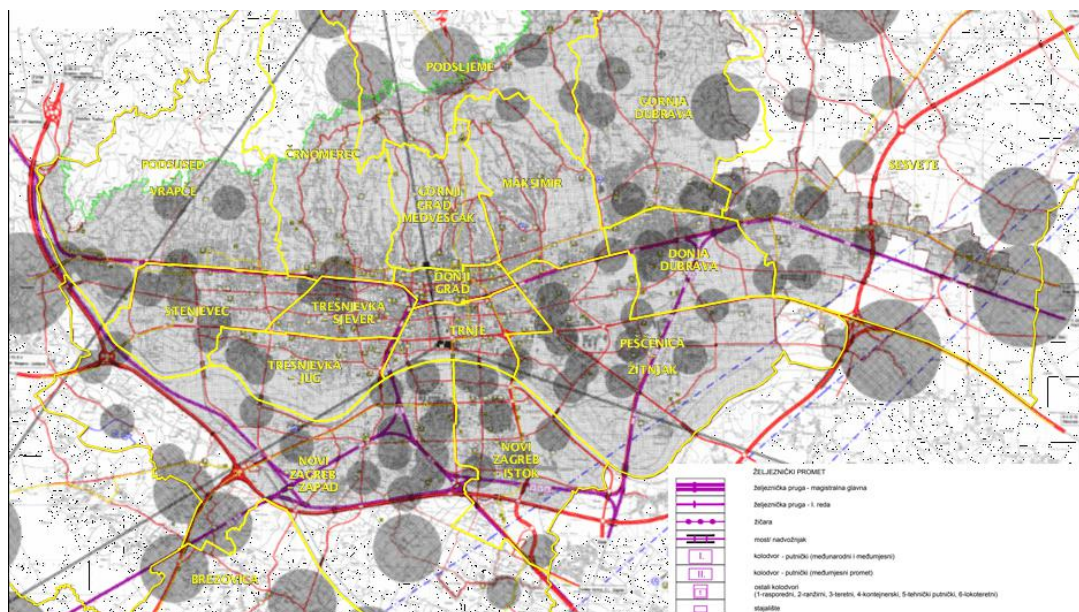 PODSLJEME
GORNJA
DUBRAVA
ČRNOMEREC
PODSUSED
VRAPČE
SESVETE
MAKSIMIR
GORNJI
GRAD
MEDVEŠČAK
DONJA
DUBRAVA
DONJI
GRAD
STENJEVEC
TREŠNJEVKA
- SJEVER
TRNJE
PEŠČENICA
ŽITNJAK
TREŠNJEVKA
- JUG
NOVI
ZAGREB
ZAPAD
NOVI
ZAGREB
- ISTOK
BREZOVICA
ŽELJEZNIČKI PROMET
željeznička pruga - magistralna glavna
željeznička pruga - I. reda
žičara
most/ nadvožnjak
I.
kolodvor - putnički (međunarodni i međumjesni)
II.
kolodvor - putnički (međumjesni promet)
ostali kolodvori
(1-rasporedni, 2-ranžirni, 3-teretni, 4-kontejnerski, 5-tehnički putnički, 6-lokoteretni)
stajalište